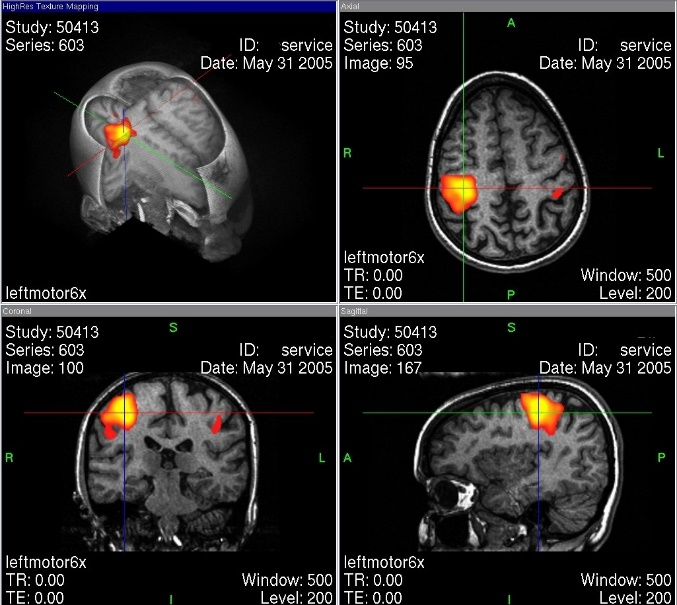 HighRes Texture Mapping
Study: 50413
Series: 603
ID: service
Date: May 31 2005
leftmotor6x
Axial
Study: 50413
Series: 603
Image: 95
ID: service
Date: May 31 2005
A
R
L
leftmotor6x
TR: 0.00
TE: 0.00
P
Window: 500
Level: 200
Coronal
Study: 50413
Series: 603
Image: 100
S
ID: service
Date: May 31 2005
R
L
leftmotor6x
TR: 0.00
TE: 0.00
I
Window: 500
Level: 200
Sagittal
Study: 50413
Series: 603
Image: 167
S
ID: service
Date: May 31 2005
A
P
leftmotor6x
TR: 0.00
TE: 0.00
I
Window: 500
Level: 200